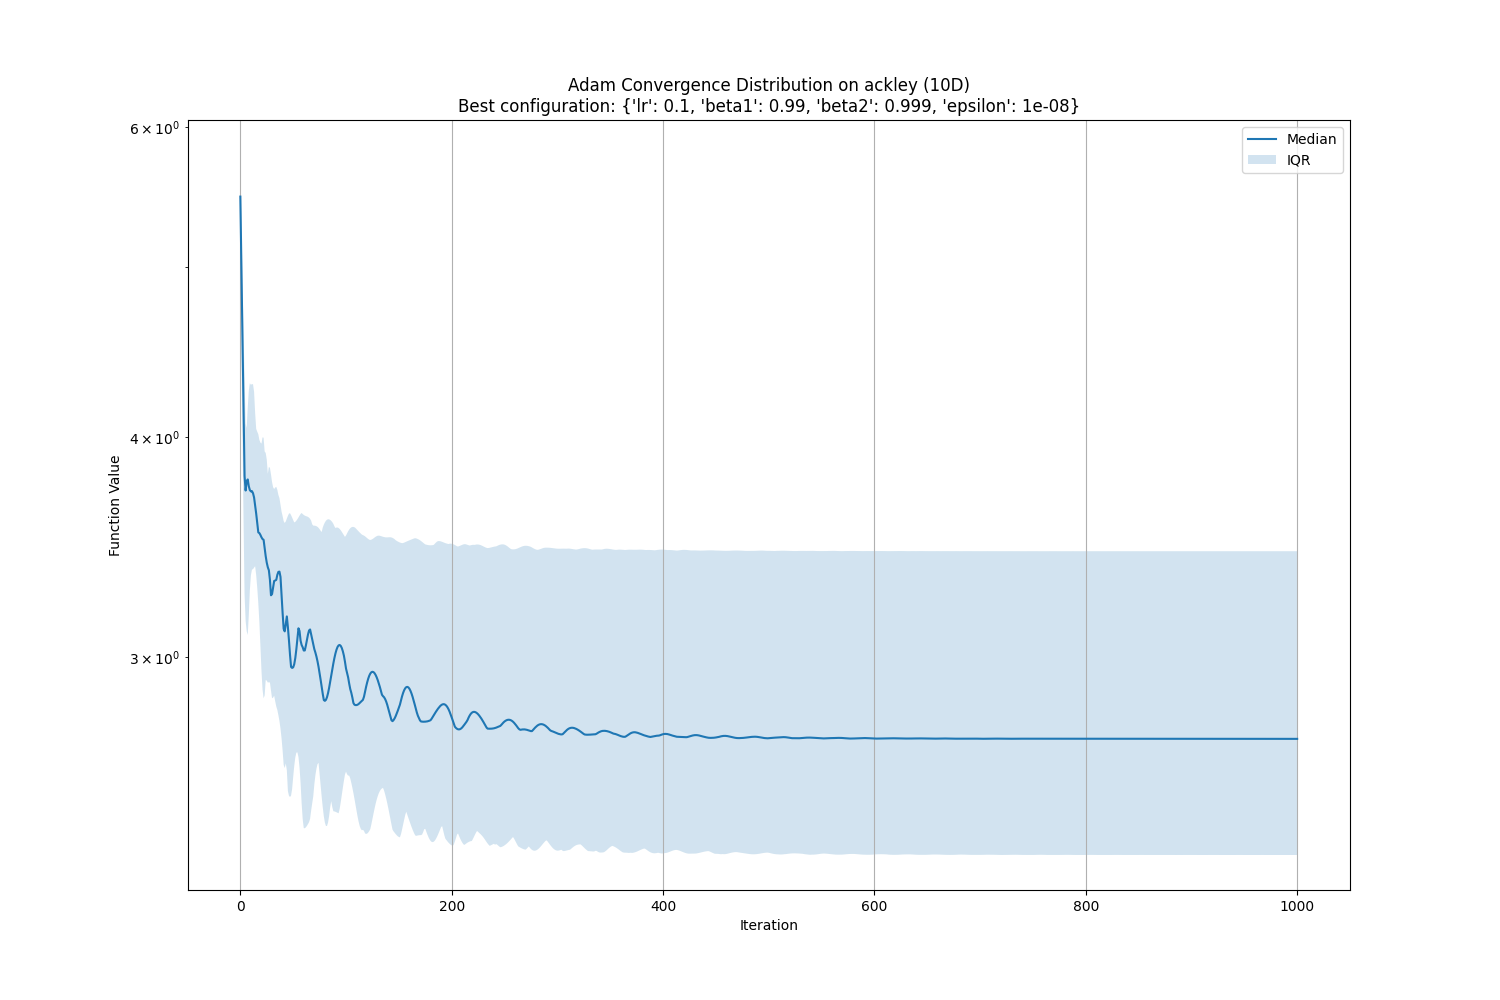 Adam Convergence Distribution on ackley (10D)
Best configuration: {'lr': 0.1, 'beta1': 0.99, 'beta2': 0.999, 'epsilon': 1e-08}
6 × 10⁰
4 × 10⁰
3 × 10⁰
Function Value
Median
IQR
0 200 400 600 800 1000
Iteration